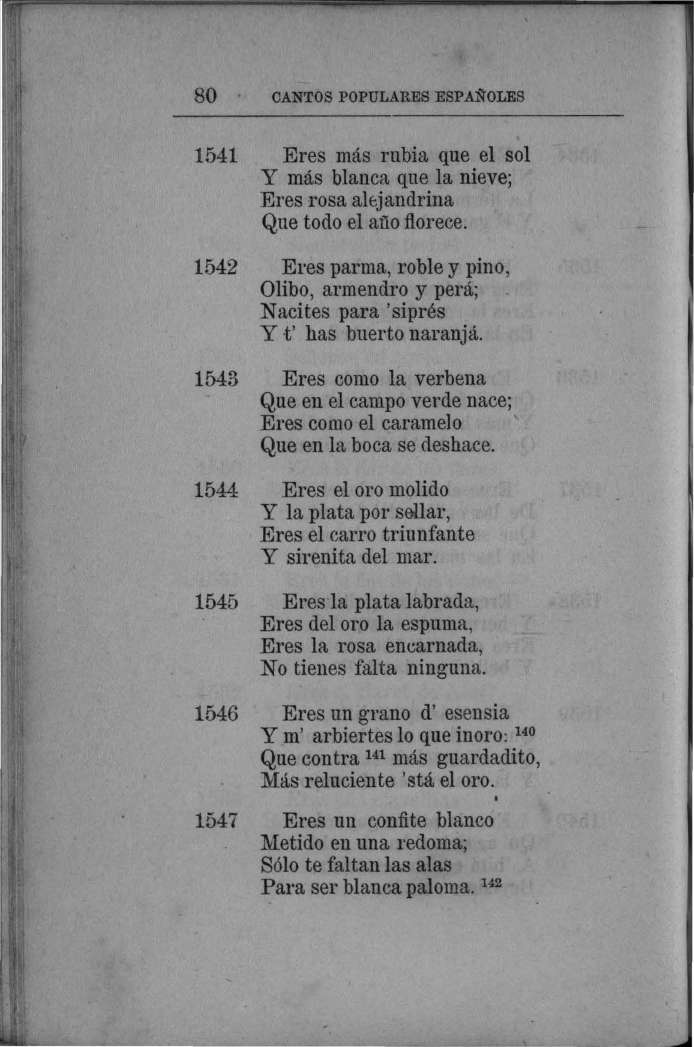 80 CANTOS POPULARES ESPAÑOLES
1541 Eres más rubia que el sol
Y más blanca que la nieve;
Eres rosa alejandrina
Que todo el año florece.
1542 Eres parma, roble y pino,
Olibo, armendro y perá;
Nacites para 'siprés
Y t' has buerto naranjá.
1543 Eres como la verbena
Que en el campo verde nace;
Eres como el caramelo
Que en la boca se deshace.
1544 Eres el oro molido
Y la plata por sellar,
Eres el carro triunfante
Y sirenita del mar.
1545 Eres la plata labrada,
Eres del oro la espuma,
Eres la rosa encarnada,
No tienes falta ninguna.
1546 Eres un grano d' esensia
Y m' arbiertes lo que inoro: 140
Que contra 141 más guardadito,
Más reluciente 'stá el oro.
1547 Eres un confite blanco
Metido en una redoma;
Sólo te faltan las alas
Para ser blanca paloma. 142